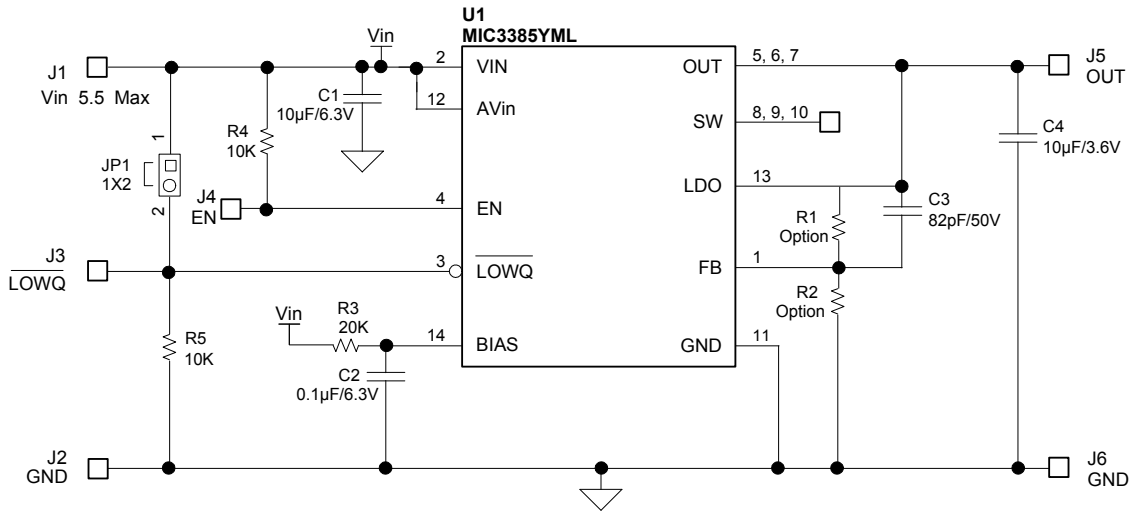 U1
MIC3385YML
Vin
J1
Vin 5.5 Max
2
VIN
OUT
5, 6, 7
J5
OUT
C1
10µF/6.3V
12
AVin
SW
8, 9, 10
C4
10µF/3.6V
1
R4
10K
JP1
1X2
LDO
13
2
J4
EN
4
EN
R1
Option
C3
82pF/50V
J3
LOWQ
3
LOWQ
FB
1
R2
Option
Vin
R3
20K
R5
10K
14
BIAS
GND
11
C2
0.1µF/6.3V
J2
GND
J6
GND